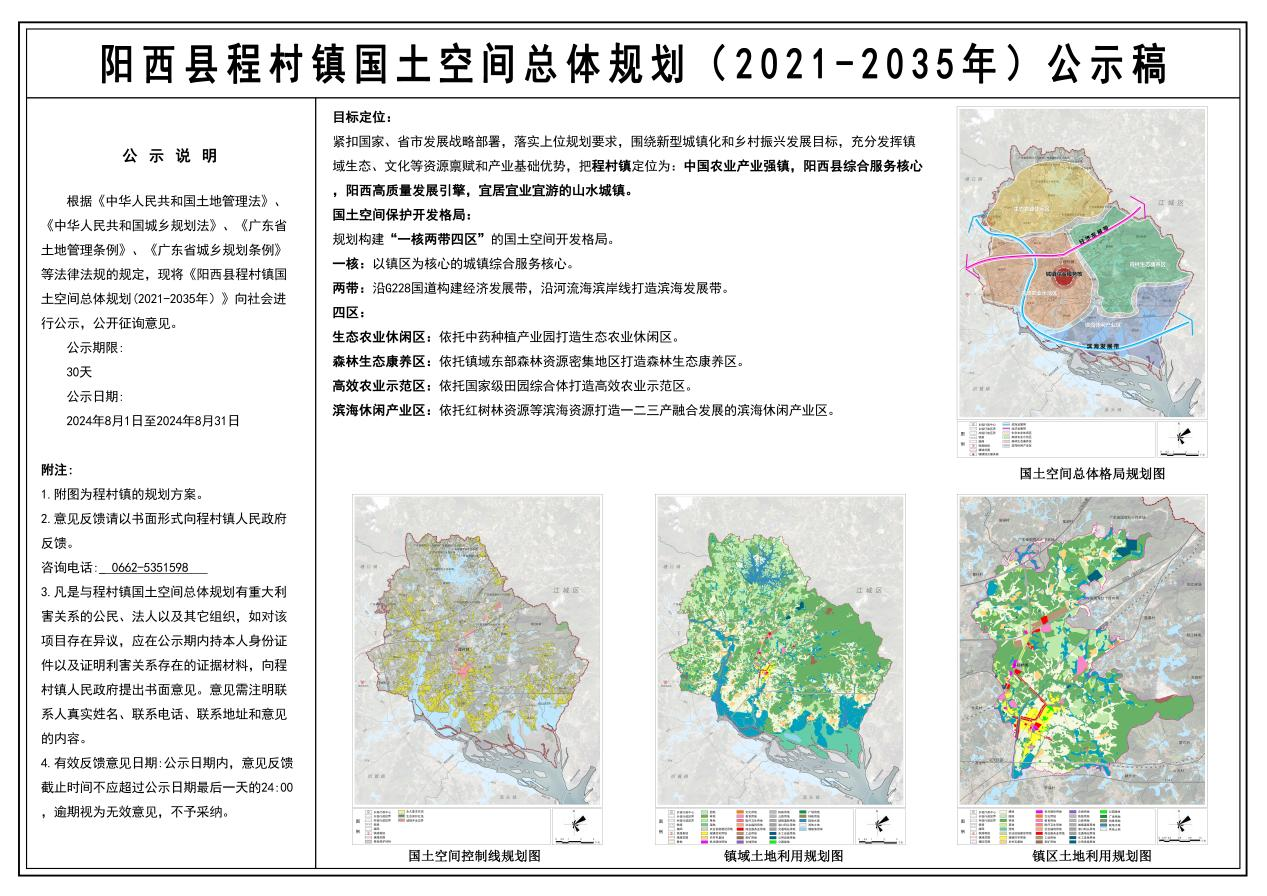 阳西县程村镇国土空间总体规划（2021-2035年）公示稿
公 示 说 明
根据《中华人民共和国土地管理法》、
《中华人民共和国城乡规划法》、《广东省
土地管理条例》、《广东省城乡规划条例》
等法律法规的规定，现将《阳西县程村镇国
土空间总体规划(2021-2035年）》向社会进
行公示，公开征询意见。
公示期限:
30天
公示日期:
2024年8月1日至2024年8月31日
附注:
1.附图为程村镇的规划方案。
2.意见反馈请以书面形式向程村镇人民政府
反馈。
咨询电话: 0662-5351598
3.凡是与程村镇国土空间总体规划有重大利
害关系的公民、法人以及其它组织，如对该
项目存在异议，应在公示期内持本人身份证
件以及证明利害关系存在的证据材料，向程
村镇人民政府提出书面意见。意见需注明联
系人真实姓名、联系电话、联系地址和意见
的内容。
4.有效反馈意见日期:公示日期内，意见反馈
截止时间不应超过公示日期最后一天的24:00
，逾期视为无效意见，不予采纳。
目标定位：
紧扣国家、省市发展战略部署，落实上位规划要求，围绕新型城镇化和乡村振兴发展目标，充分发挥镇
域生态、文化等资源禀赋和产业基础优势，把程村镇定位为：中国农业产业强镇，阳西县综合服务核心
，阳西高质量发展引擎，宜居宜业宜游的山水城镇。
国土空间保护开发格局：
规划构建“一核两带四区”的国土空间开发格局。
一核：以镇区为核心的城镇综合服务核心。
两带：沿G228国道构建经济发展带，沿河流海滨岸线打造滨海发展带。
四区：
生态农业休闲区：依托中药种植产业园打造生态农业休闲区。
森林生态康养区：依托镇域东部森林资源密集地区打造森林生态康养区。
高效农业示范区：依托国家级田园综合体打造高效农业示范区。
滨海休闲产业区：依托红树林资源等滨海资源打造一二三产融合发展的滨海休闲产业区。
江城区
生态农业休闲区
经济发展带
森林生态康养区
滨海休闲产业区
滨海发展带
国土空间总体格局规划图
江城区
国土空间控制线规划图
江城区
镇域土地利用规划图
镇区土地利用规划图